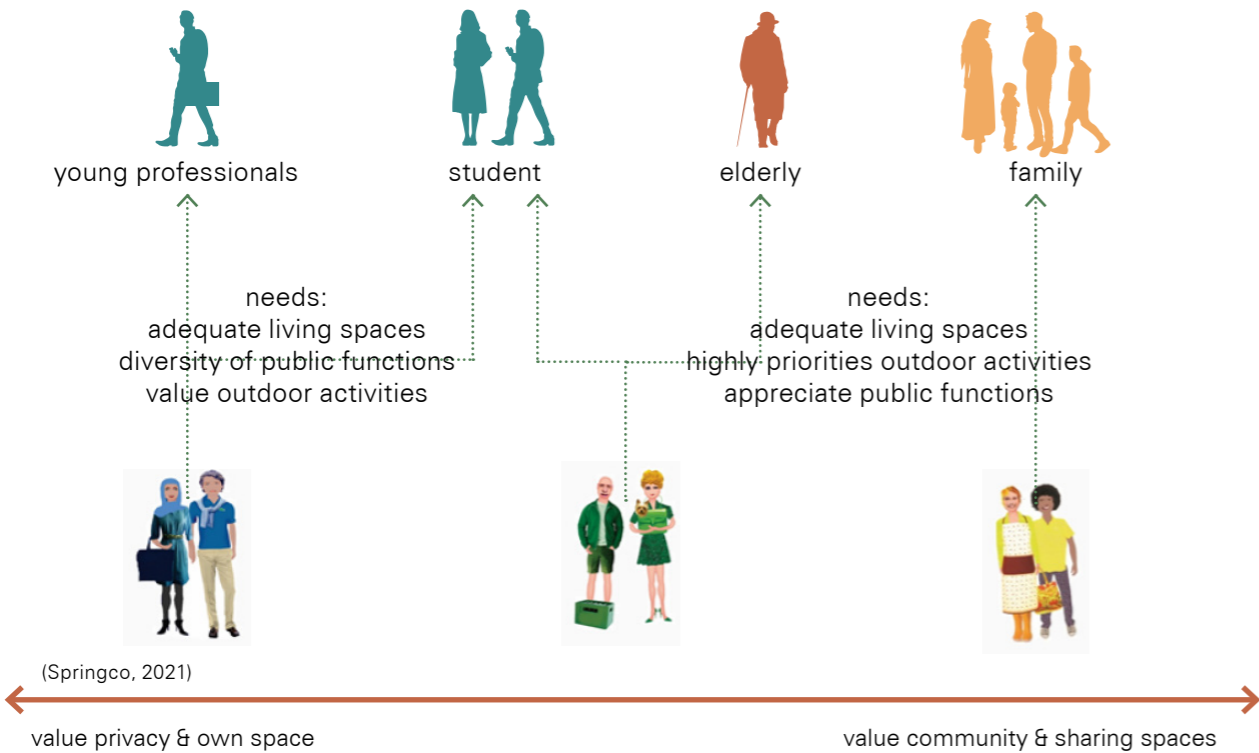 young professionals
student
elderly
family
needs:
adequate living spaces
diversity of public functions
value outdoor activities
needs:
adequate living spaces
highly priorities outdoor activities
appreciate public functions
(Springco, 2021)
value privacy & own space
value community & sharing spaces